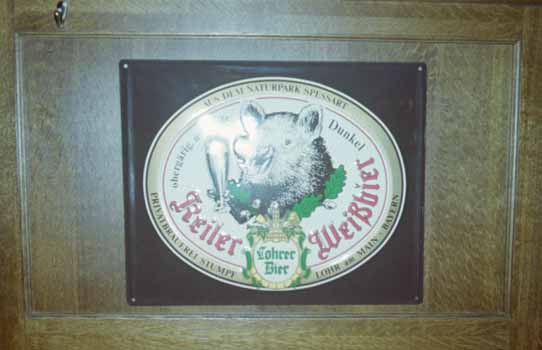 AUS DEM NATURPARK SPESSART
obergärig,
Dunkel
Keiler Weißbier
Lohrer
Bier
PRIVATBRAUEREI STUMPF
LOHR am MAIN · BAYERN